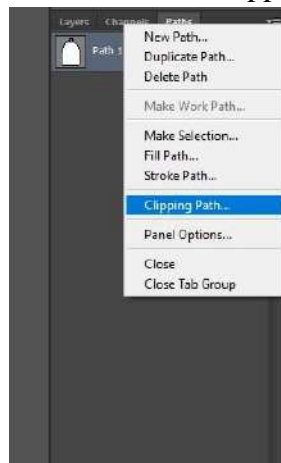 Layers Channels Paths
Path 1
New Path...
Duplicate Path...
Delete Path
Make Work Path...
Make Selection...
Fill Path...
Stroke Path...
Clipping Path...
Panel Options...
Close
Close Tab Group